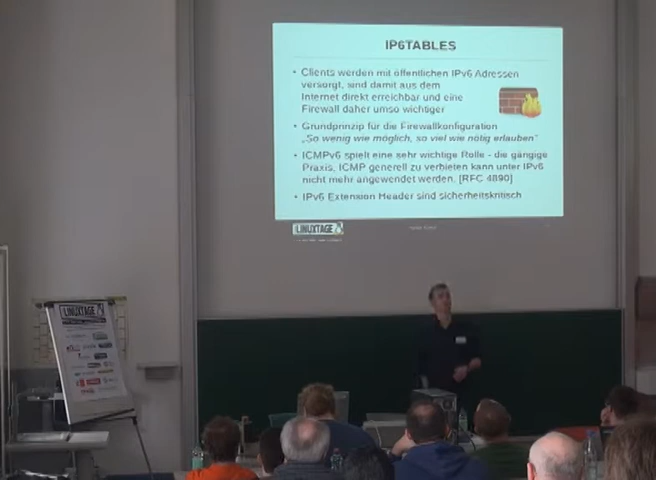 IP6TABLES
• Clients werden mit öffentlichen IPv6 Adressen
versorgt, sind damit aus dem
Internet direkt erreichbar und eine
Firewall daher umso wichtiger
• Grundprinzip für die Firewallkonfiguration
„So wenig wie möglich, so viel wie nötig erlauben“
• ICMPv6 spielt eine sehr wichtige Rolle - die gängige
Praxis, ICMP generell zu verbieten kann unter IPv6
nicht mehr angewendet werden. [RFC 4890]
• IPv6 Extension Header sind sicherheitskritisch
LINUXTAGE
LINUXTAGE